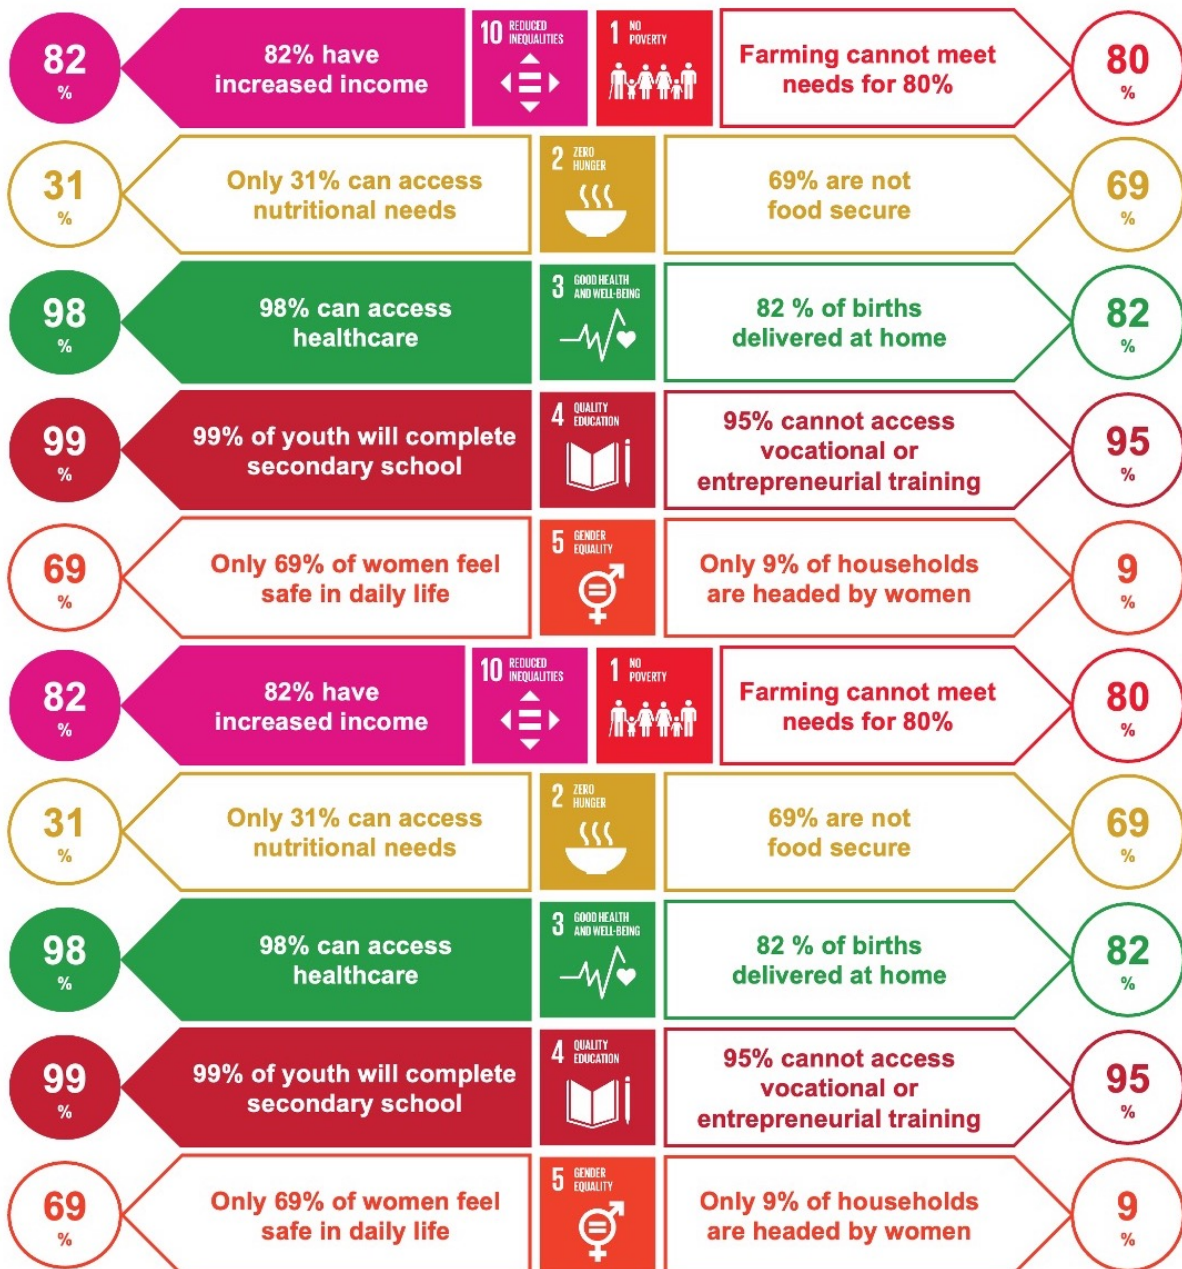 82
%
82% have
increased income
10 REDUCED
INEQUALITIES
1 NO
POVERTY
Farming cannot meet
needs for 80%
80
%
31
%
Only 31% can access
nutritional needs
2 ZERO
HUNGER
69% are not
food secure
69
%
98
%
98% can access
healthcare
3 GOOD HEALTH
AND WELL-BEING
82 % of births
delivered at home
82
%
99
%
99% of youth will complete
secondary school
4 QUALITY
EDUCATION
95% cannot access
vocational or
entrepreneurial training
95
%
69
%
Only 69% of women feel
safe in daily life
5 GENDER
EQUALITY
Only 9% of households
are headed by women
9
%
82
%
82% have
increased income
10 REDUCED
INEQUALITIES
1 NO
POVERTY
Farming cannot meet
needs for 80%
80
%
31
%
Only 31% can access
nutritional needs
2 ZERO
HUNGER
69% are not
food secure
69
%
98
%
98% can access
healthcare
3 GOOD HEALTH
AND WELL-BEING
82 % of births
delivered at home
82
%
99
%
99% of youth will complete
secondary school
4 QUALITY
EDUCATION
95% cannot access
vocational or
entrepreneurial training
95
%
69
%
Only 69% of women feel
safe in daily life
5 GENDER
EQUALITY
Only 9% of households
are headed by women
9
%